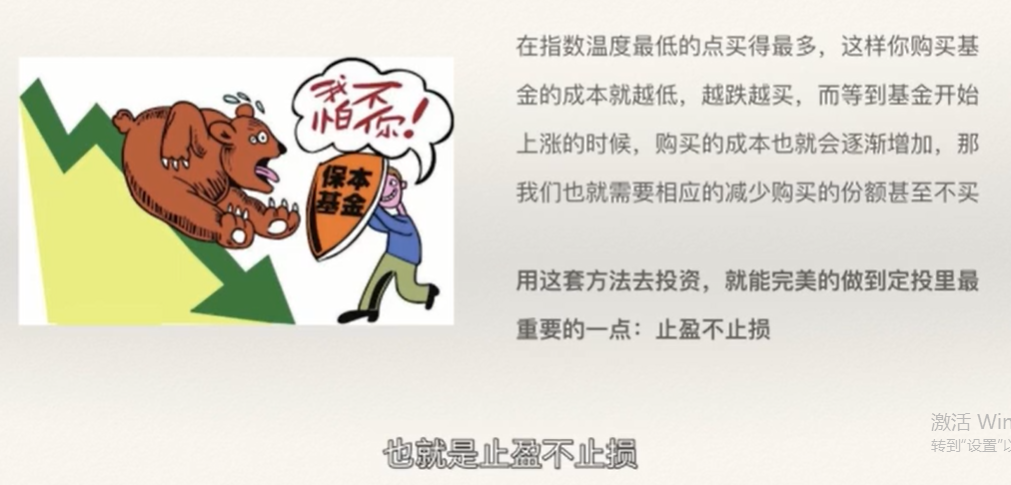 我不
怕你！
保本
基金
在指数温度最低的点买得最多，这样你购买基
金的成本就越低，越跌越买，而等到基金开始
上涨的时候，购买的成本也就会逐渐增加，那
我们也就需要相应的减少购买的份额甚至不买
用这套方法去投资，就能完美的做到定投里最
重要的一点：止盈不止损
也就是止盈不止损
激活 Win
转到“设置”以